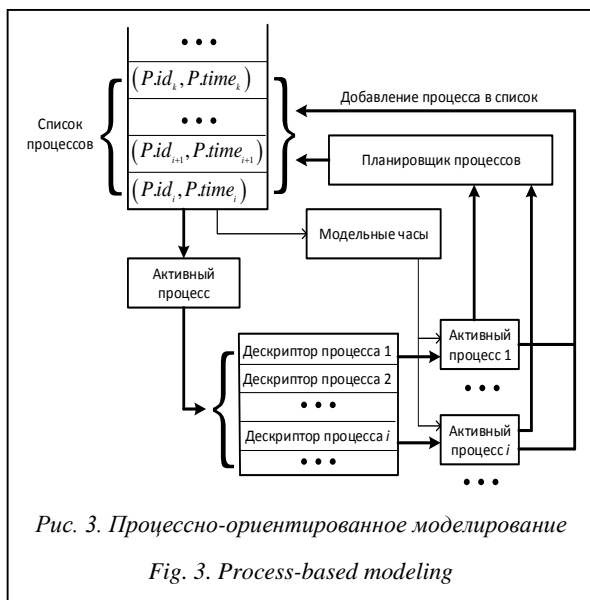 • • •
(P.id_k, P.time_k)
• • •
(P.id_{i+1}, P.time_{i+1})
(P.id_i, P.time_i)
Список
процессов
Добавление процесса в список
Планировщик процессов
Модельные часы
Активный
процесс
Дескриптор процесса 1
Дескриптор процесса 2
• • •
Дескриптор процесса i
• • •
Активный
процесс 1
• • •
Активный
процесс i
• • •
Рис. 3. Процессно-ориентированное моделирование
Fig. 3. Process-based modeling